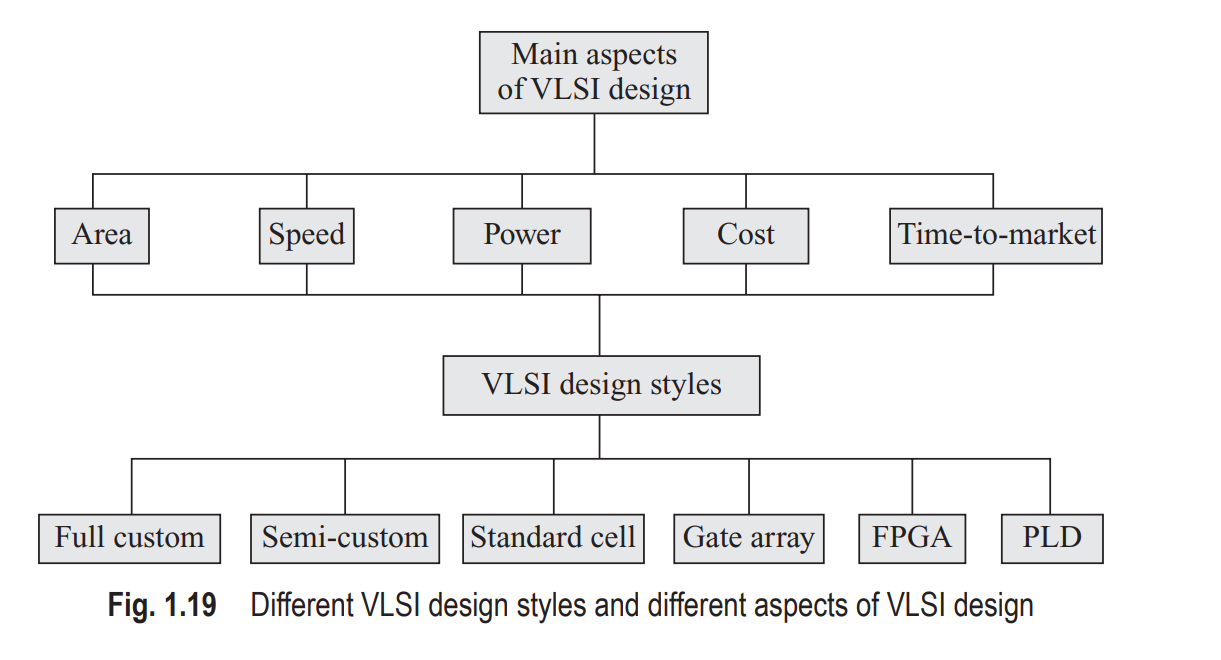 Main aspects
of VLSI design
Area
Speed
Power
Cost
Time-to-market
VLSI design styles
Full custom
Semi-custom
Standard cell
Gate array
FPGA
PLD
Fig. 1.19 Different VLSI design styles and different aspects of VLSI design